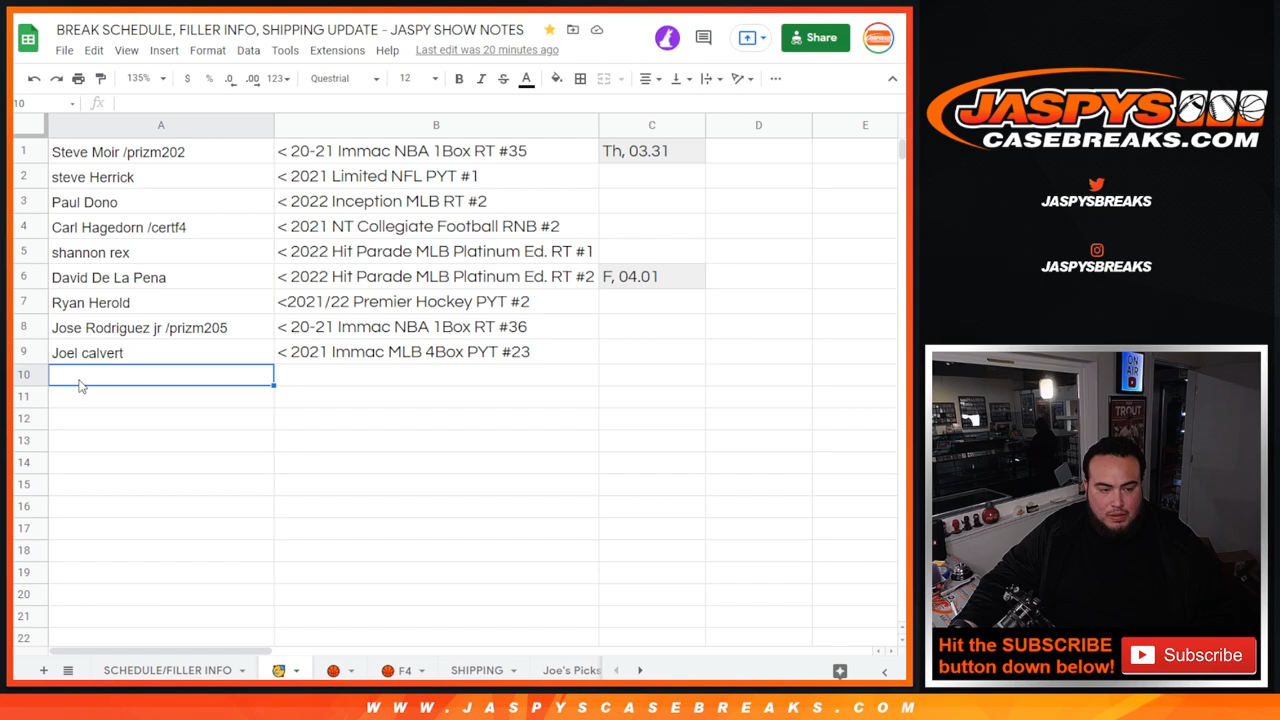 BREAK SCHEDULE, FILLER INFO, SHIPPING UPDATE - JASPY SHOW NOTES
Share
File Edit View Insert Format Data Tools Extensions Help Last edit was 20 minutes ago
135% $ % .0 .00 123 Questrial 12 B I S A
10 fx
A B C D E
1 Steve Moir /prizm202 < 20-21 Immac NBA 1Box RT #35 Th, 03.31
2 steve Herrick < 2021 Limited NFL PYT #1
3 Paul Dono < 2022 Inception MLB RT #2
4 Carl Hagedorn /certf4 < 2021 NT Collegiate Football RNB #2
5 shannon rex < 2022 Hit Parade MLB Platinum Ed. RT #1
6 David De La Pena < 2022 Hit Parade MLB Platinum Ed. RT #2 F, 04.01
7 Ryan Herold <2021/22 Premier Hockey PYT #2
8 Jose Rodriguez jr /prizm205 < 20-21 Immac NBA 1Box RT #36
9 Joel calvert < 2021 Immac MLB 4Box PYT #23
10
11
12
13
14
15
16
17
18
19
20
21
22
SCHEDULE/FILLER INFO F4 SHIPPING Joe's Picks
JASPYS
CASEBREAKS.COM
JASPYSBREAKS
JASPYSBREAKS
ON AIR
TROUT
Hit the SUBSCRIBE
button down below!
Subscribe
WWW.JASPYSCASEBREAKS.COM